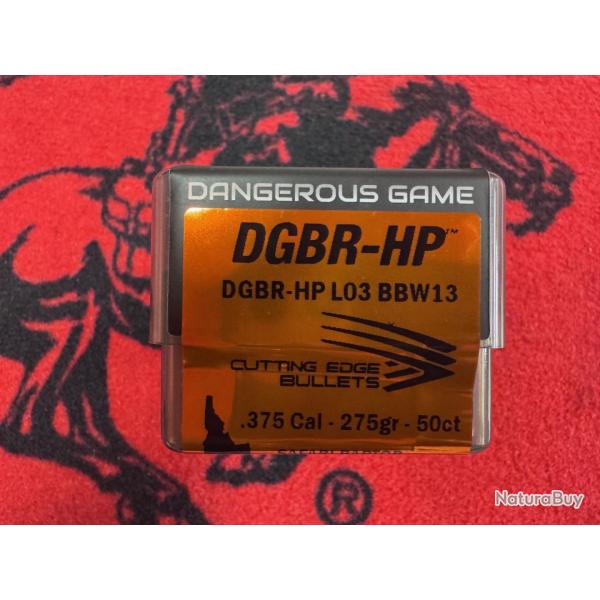 DANGEROUS GAME
DGBR-HP™
DGBR-HP L03 BBW13
CUTTING EDGE
BULLETS
.375 Cal - 275gr - 50ct
®
NaturaBuy